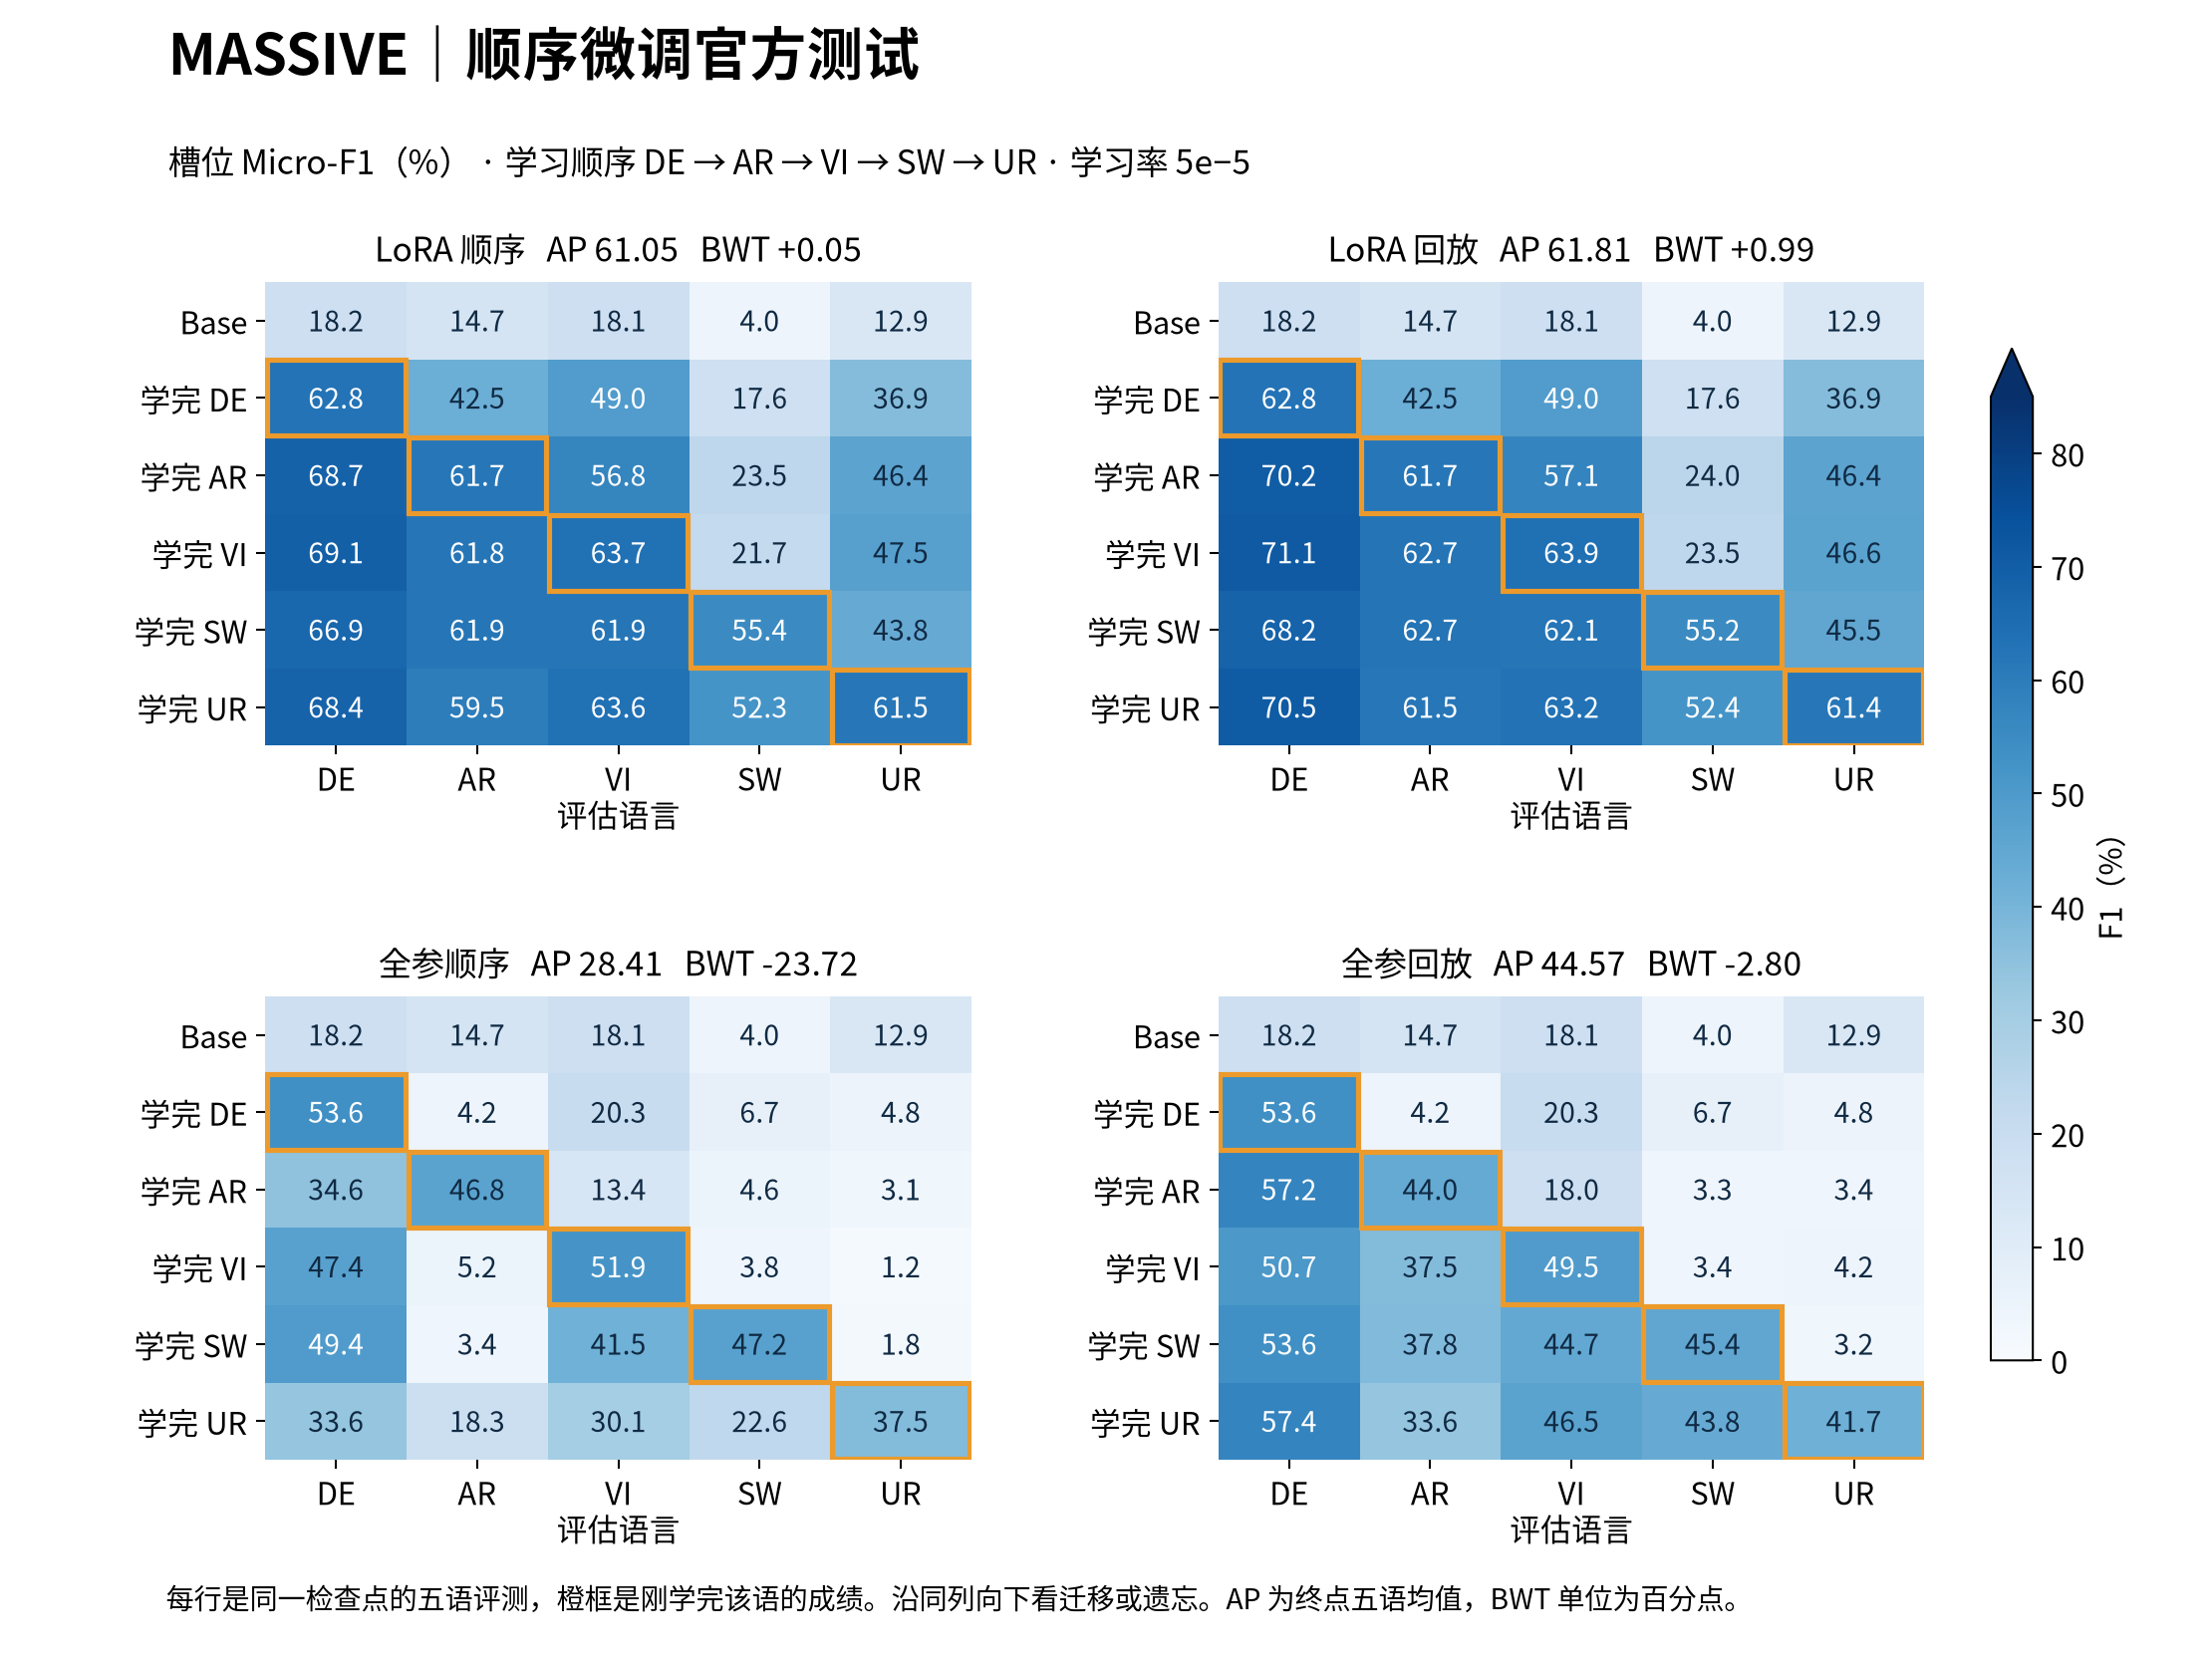 MASSIVE｜顺序微调官方测试
槽位 Micro-F1（%） · 学习顺序 DE → AR → VI → SW → UR · 学习率 5e−5
LoRA 顺序 AP 61.05 BWT +0.05
Base 18.2 14.7 18.1 4.0 12.9
学完 DE 62.8 42.5 49.0 17.6 36.9
学完 AR 68.7 61.7 56.8 23.5 46.4
学完 VI 69.1 61.8 63.7 21.7 47.5
学完 SW 66.9 61.9 61.9 55.4 43.8
学完 UR 68.4 59.5 63.6 52.3 61.5
DE AR VI SW UR
评估语言
LoRA 回放 AP 61.81 BWT +0.99
Base 18.2 14.7 18.1 4.0 12.9
学完 DE 62.8 42.5 49.0 17.6 36.9
学完 AR 70.2 61.7 57.1 24.0 46.4
学完 VI 71.1 62.7 63.9 23.5 46.6
学完 SW 68.2 62.7 62.1 55.2 45.5
学完 UR 70.5 61.5 63.2 52.4 61.4
DE AR VI SW UR
评估语言
全参顺序 AP 28.41 BWT -23.72
Base 18.2 14.7 18.1 4.0 12.9
学完 DE 53.6 4.2 20.3 6.7 4.8
学完 AR 34.6 46.8 13.4 4.6 3.1
学完 VI 47.4 5.2 51.9 3.8 1.2
学完 SW 49.4 3.4 41.5 47.2 1.8
学完 UR 33.6 18.3 30.1 22.6 37.5
DE AR VI SW UR
评估语言
全参回放 AP 44.57 BWT -2.80
Base 18.2 14.7 18.1 4.0 12.9
学完 DE 53.6 4.2 20.3 6.7 4.8
学完 AR 57.2 44.0 18.0 3.3 3.4
学完 VI 50.7 37.5 49.5 3.4 4.2
学完 SW 53.6 37.8 44.7 45.4 3.2
学完 UR 57.4 33.6 46.5 43.8 41.7
DE AR VI SW UR
评估语言
80
70
60
50
40
30
20
10
0
F1（%）
每行是同一检查点的五语评测，橙框是刚学完该语的成绩。沿同列向下看迁移或遗忘。AP 为终点五语均值，BWT 单位为百分点。